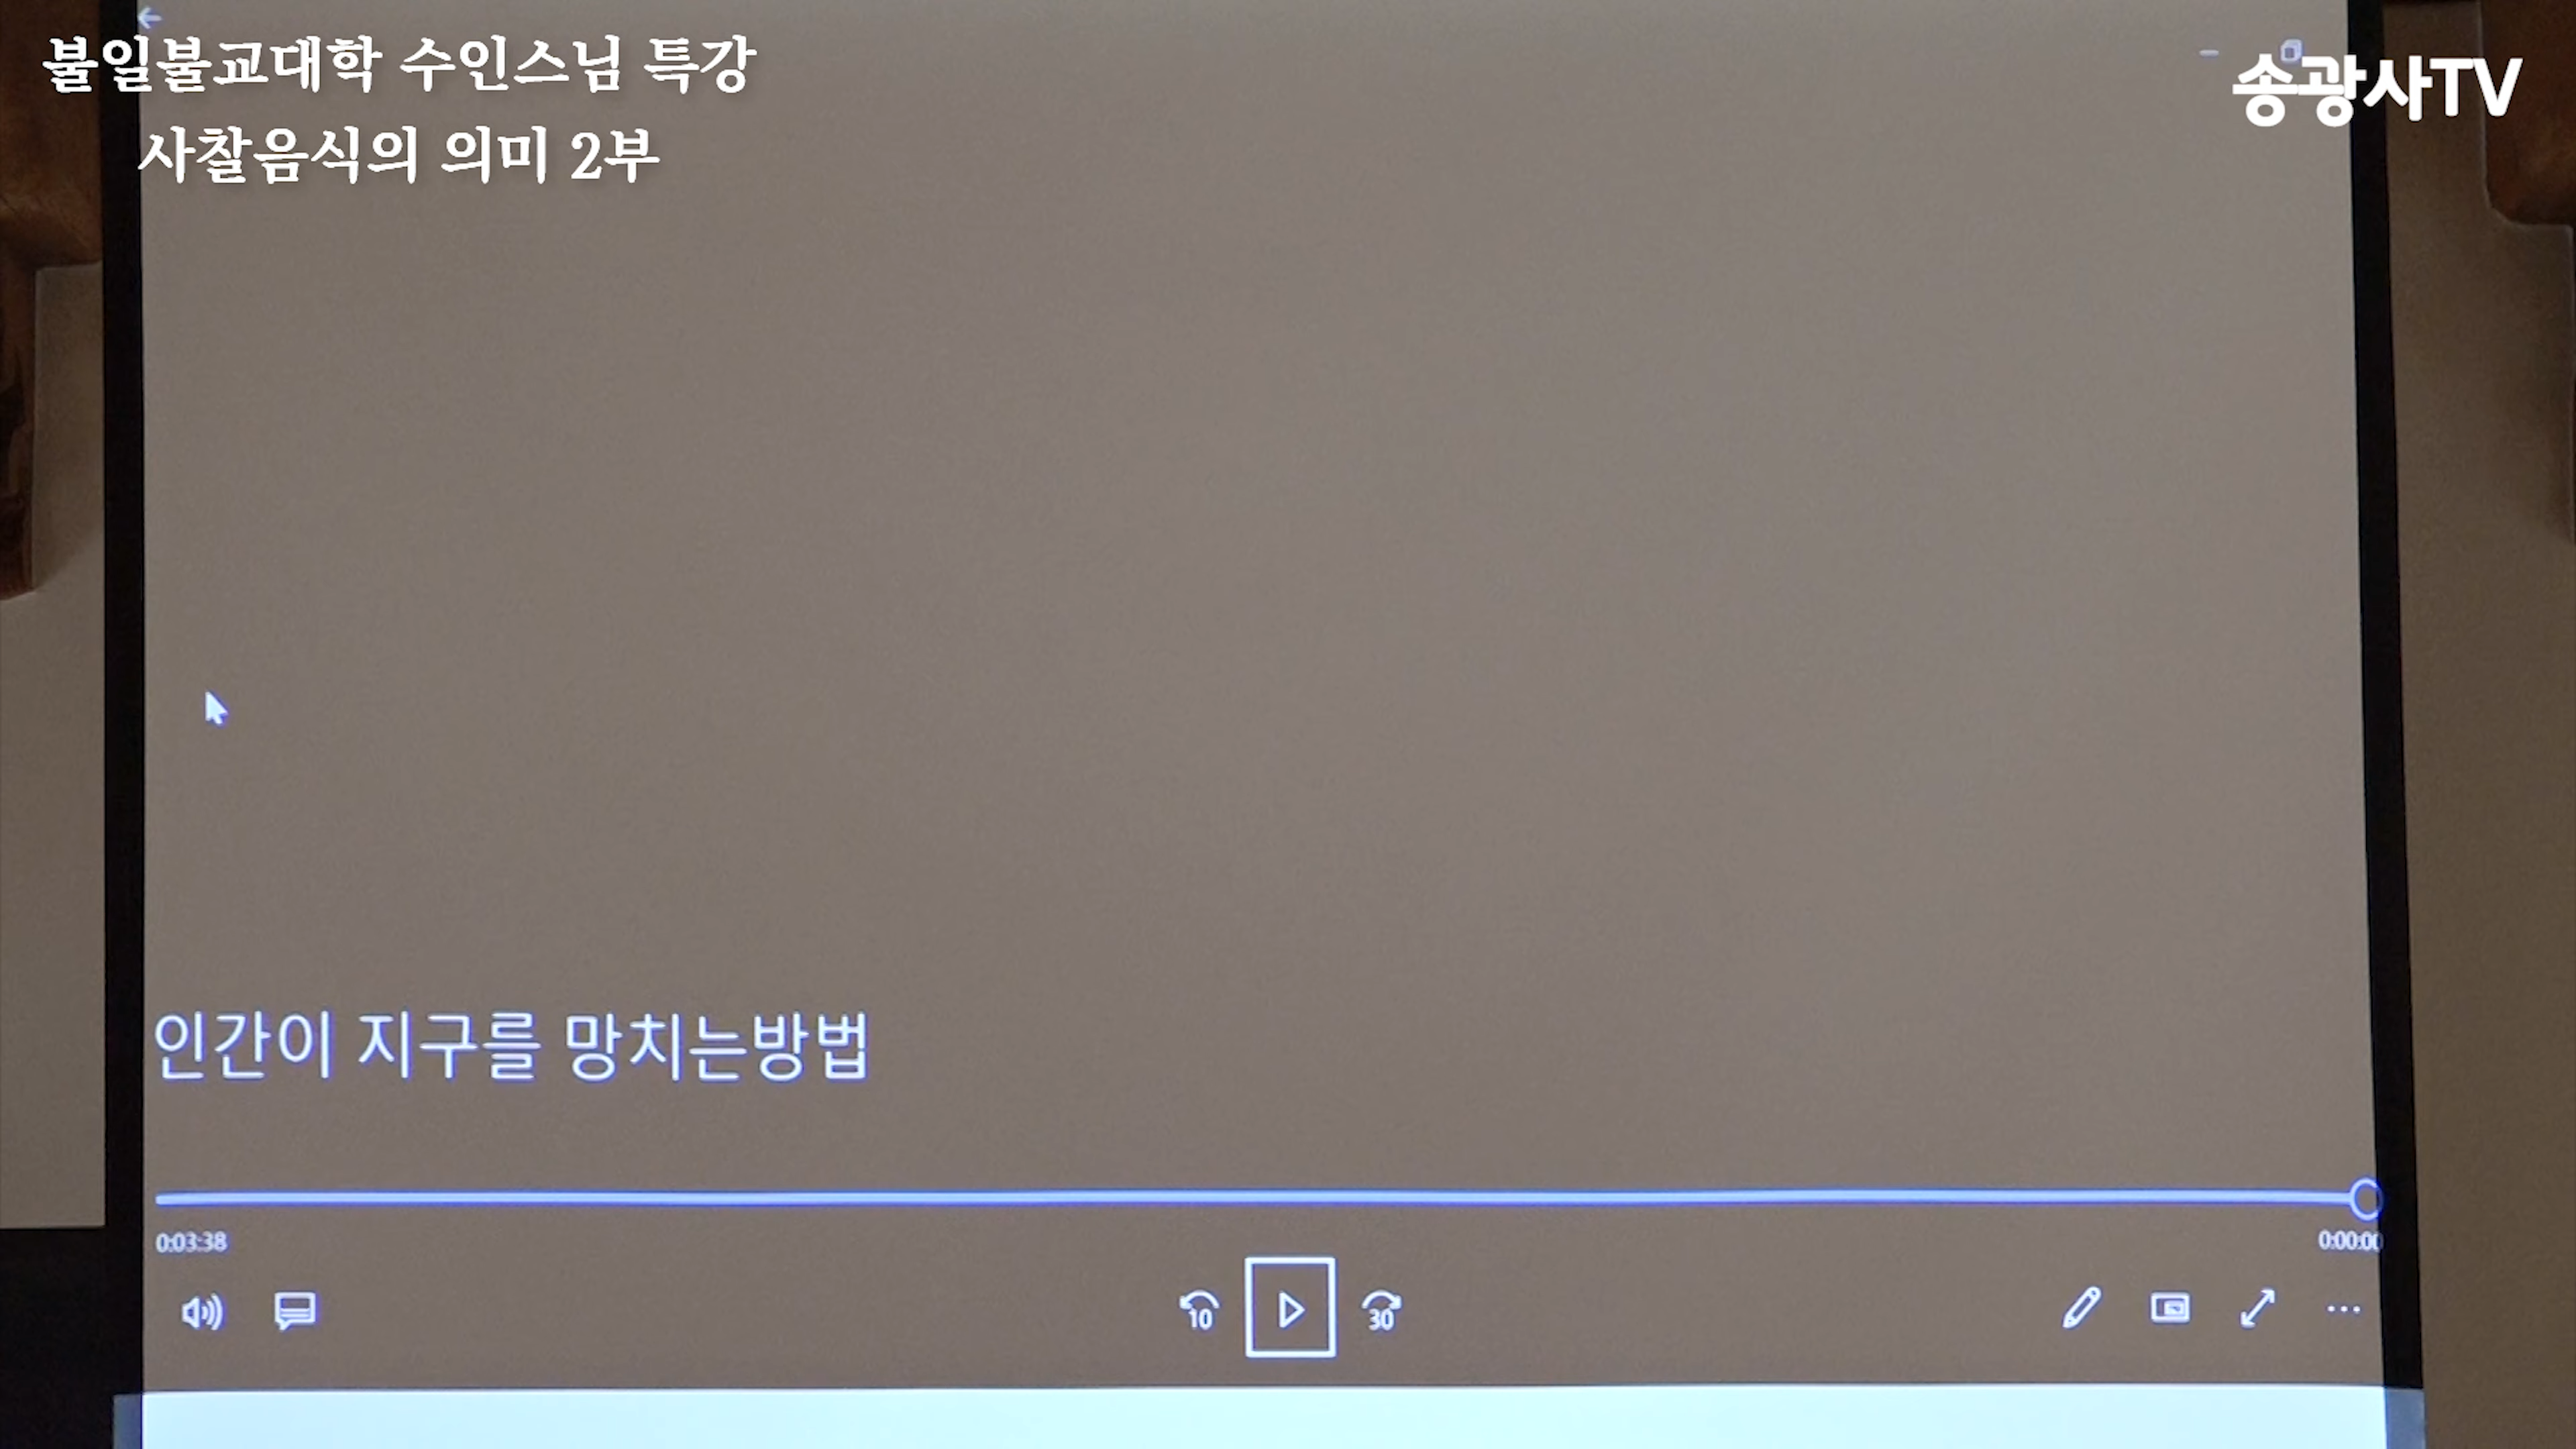 불일불교대학 수인스님 특강
사찰음식의 의미 2부
송광사TV
인간이 지구를 망치는방법
0:03:38
0:00:00
10
30